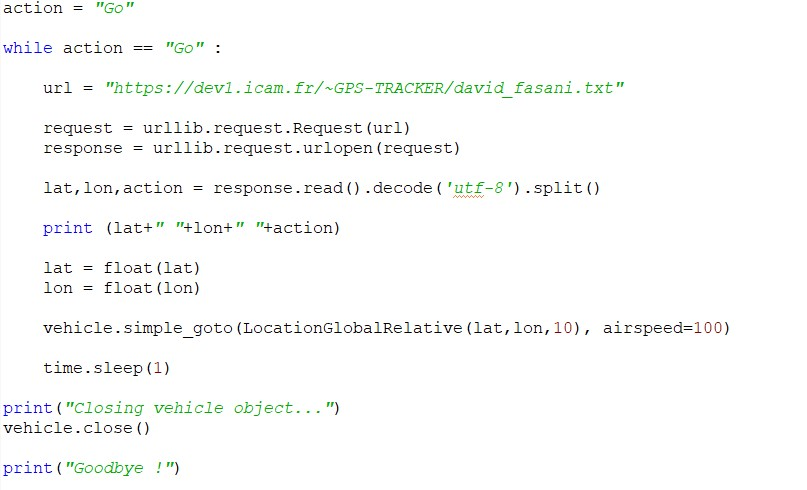 action = "Go"
while action == "Go" :
url = "https://dev1.icam.fr/~GPS-TRACKER/david_fasani.txt"
request = urllib.request.Request(url)
response = urllib.request.urlopen(request)
lat,lon,action = response.read().decode('utf-8').split()
print (lat+" "+lon+" "+action)
lat = float(lat)
lon = float(lon)
vehicle.simple_goto(LocationGlobalRelative(lat,lon,10), airspeed=100)
time.sleep(1)
print("Closing vehicle object...")
vehicle.close()
print("Goodbye !")